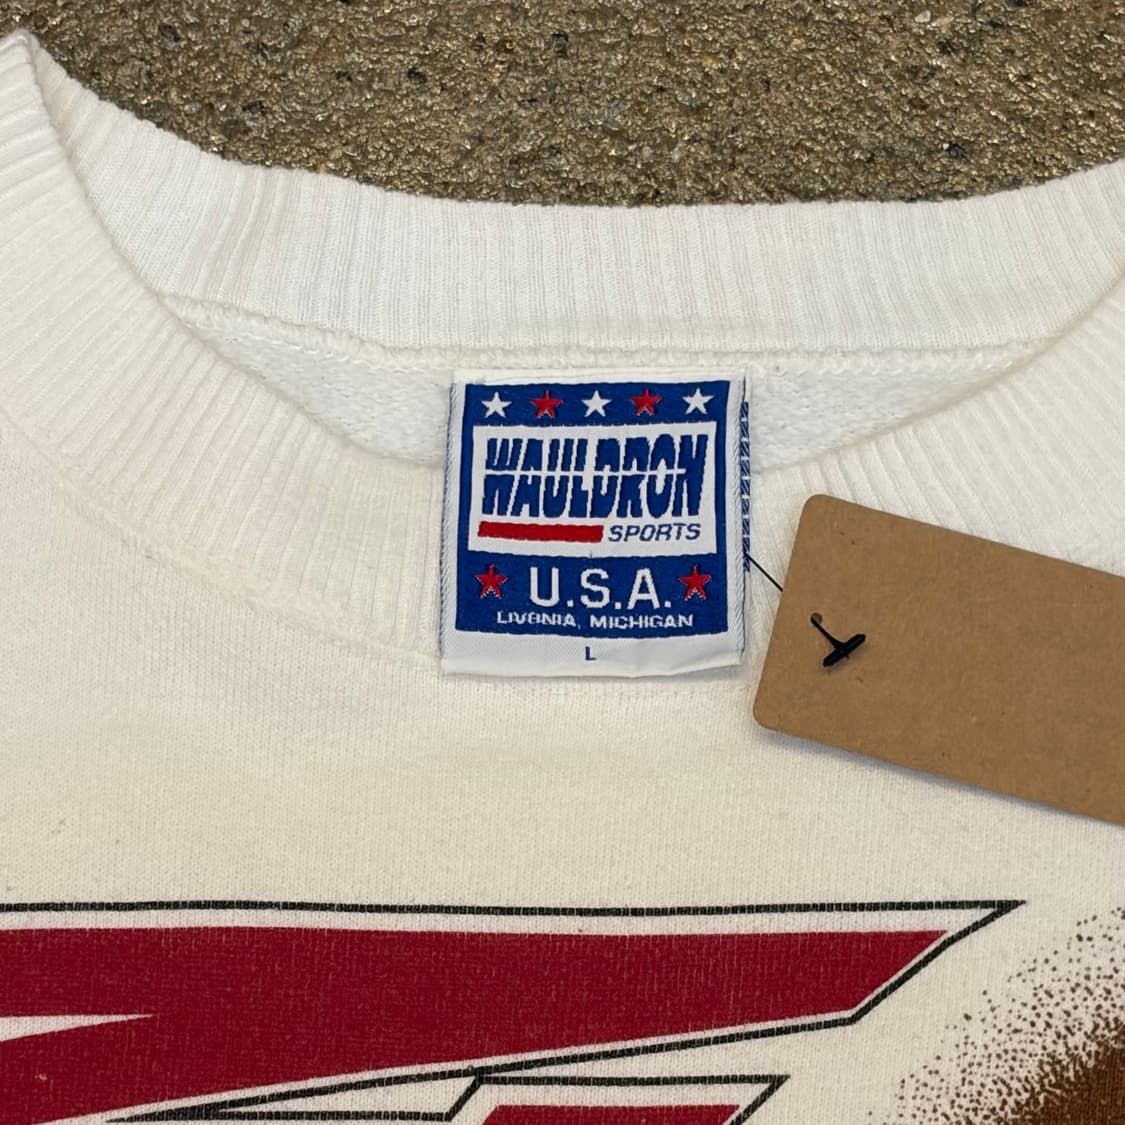 WAULDRON
SPORTS
U.S.A.
LIVONIA, MICHIGAN
L